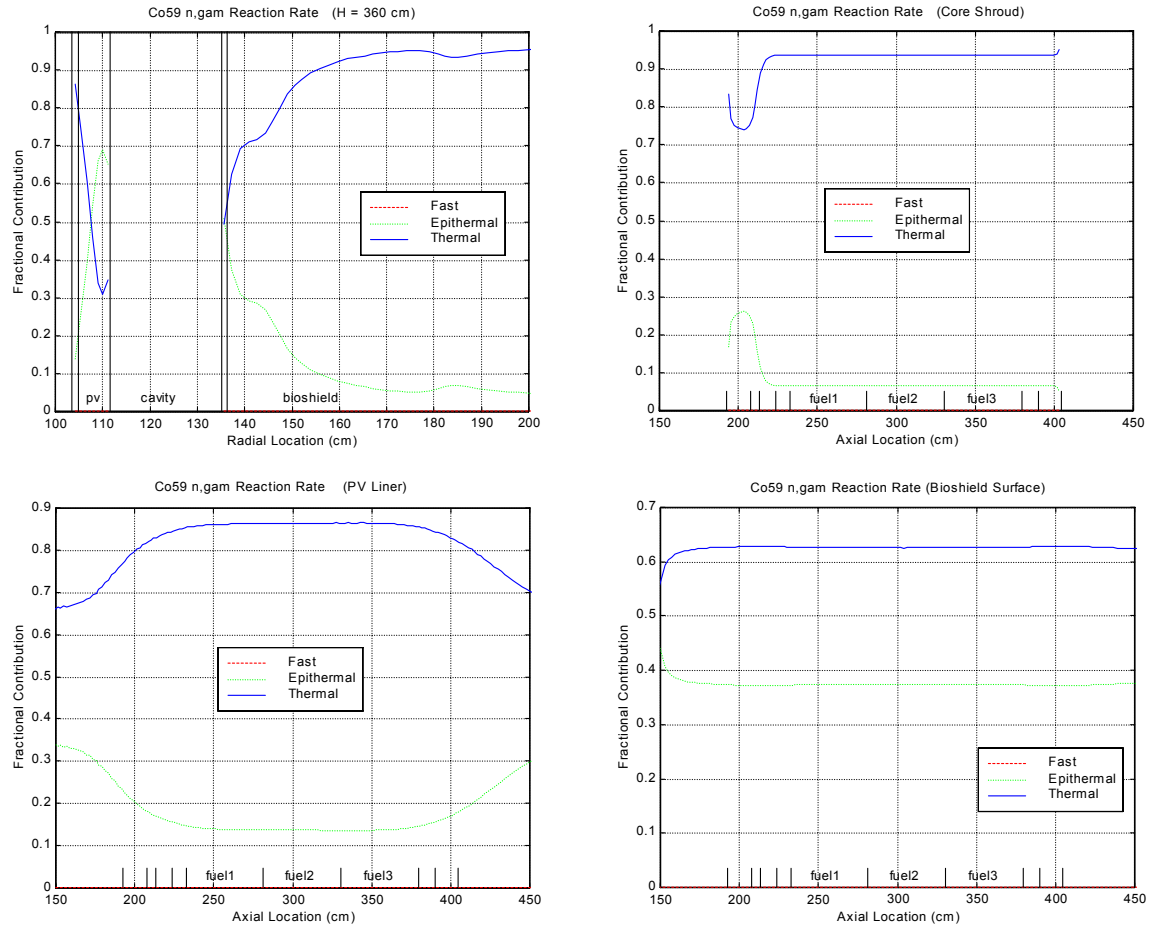 Co59 n,gam Reaction Rate (H = 360 cm)
1
0.9
0.8
0.7
0.6
0.5
0.4
0.3
0.2
0.1
0
Fractional Contribution
Fast
Epithermal
Thermal
pv cavity bioshield
100 110 120 130 140 150 160 170 180 190 200
Radial Location (cm)
Co59 n,gam Reaction Rate (Core Shroud)
1
0.9
0.8
0.7
0.6
0.5
0.4
0.3
0.2
0.1
0
Fractional Contribution
Fast
Epithermal
Thermal
fuel1 fuel2 fuel3
150 200 250 300 350 400 450
Axial Location (cm)
Co59 n,gam Reaction Rate (PV Liner)
0.9
0.8
0.7
0.6
0.5
0.4
0.3
0.2
0.1
0
Fractional Contribution
Fast
Epithermal
Thermal
fuel1 fuel2 fuel3
150 200 250 300 350 400 450
Axial Location (cm)
Co59 n,gam Reaction Rate (Bioshield Surface)
0.7
0.6
0.5
0.4
0.3
0.2
0.1
0
Fractional Contribution
Fast
Epithermal
Thermal
fuel1 fuel2 fuel3
150 200 250 300 350 400 450
Axial Location (cm)